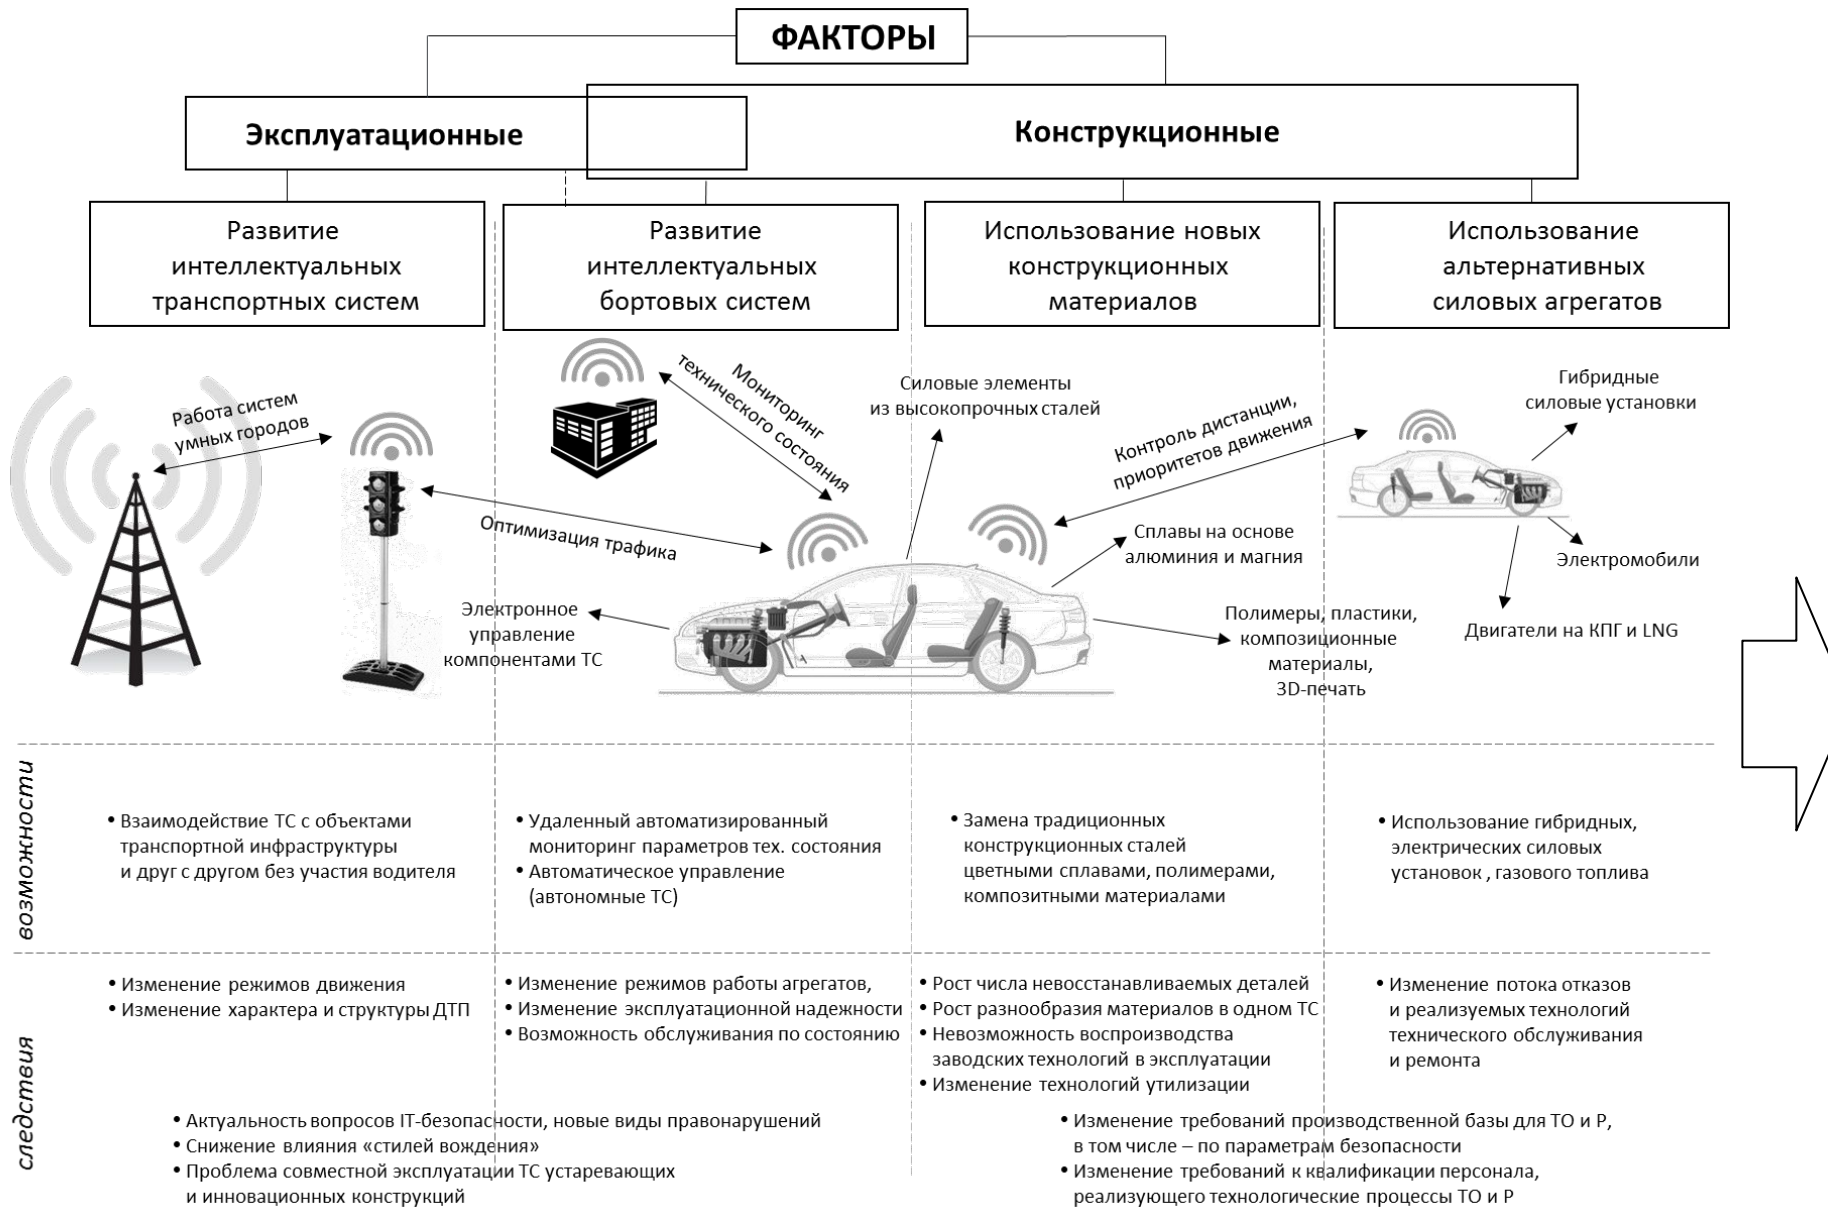 ФАКТОРЫ
Эксплуатационные
Конструкционные
Развитие
интеллектуальных
транспортных систем
Развитие
интеллектуальных
бортовых систем
Использование новых
конструкционных
материалов
Использование
альтернативных
силовых агрегатов
Работа систем
умных городов
Мониторинг
технического состояния
Оптимизация трафика
Электронное
управление
компонентами ТС
Силовые элементы
из высокопрочных сталей
Контроль дистанции,
приоритетов движения
Сплавы на основе
алюминия и магния
Полимеры, пластики,
композиционные
материалы,
3D-печать
Гибридные
силовые установки
Электромобили
Двигатели на КПГ и LNG
возможности
• Взаимодействие ТС с объектами
транспортной инфраструктуры
и друг с другом без участия водителя
• Удаленный автоматизированный
мониторинг параметров тех. состояния
• Автоматическое управление
(автономные ТС)
• Замена традиционных
конструкционных сталей
цветными сплавами, полимерами,
композитными материалами
• Использование гибридных,
электрических силовых
установок , газового топлива
следствия
• Изменение режимов движения
• Изменение характера и структуры ДТП
• Изменение режимов работы агрегатов,
• Изменение эксплуатационной надежности
• Возможность обслуживания по состоянию
• Рост числа невосстанавливаемых деталей
• Рост разнообразия материалов в одном ТС
• Невозможность воспроизводства
заводских технологий в эксплуатации
• Изменение технологий утилизации
• Изменение потока отказов
и реализуемых технологий
технического обслуживания
и ремонта
• Актуальность вопросов IT-безопасности, новые виды правонарушений
• Снижение влияния «стилей вождения»
• Проблема совместной эксплуатации ТС устаревающих
и инновационных конструкций
• Изменение требований производственной базы для ТО и Р,
в том числе – по параметрам безопасности
• Изменение требований к квалификации персонала,
реализующего технологические процессы ТО и Р